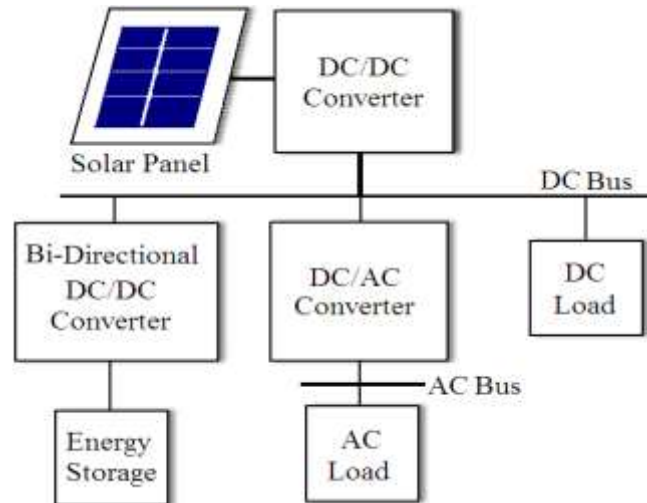 DC/DC
Converter
Solar Panel
DC Bus
Bi-Directional
DC/DC
Converter
DC/AC
Converter
DC
Load
AC Bus
Energy
Storage
AC
Load